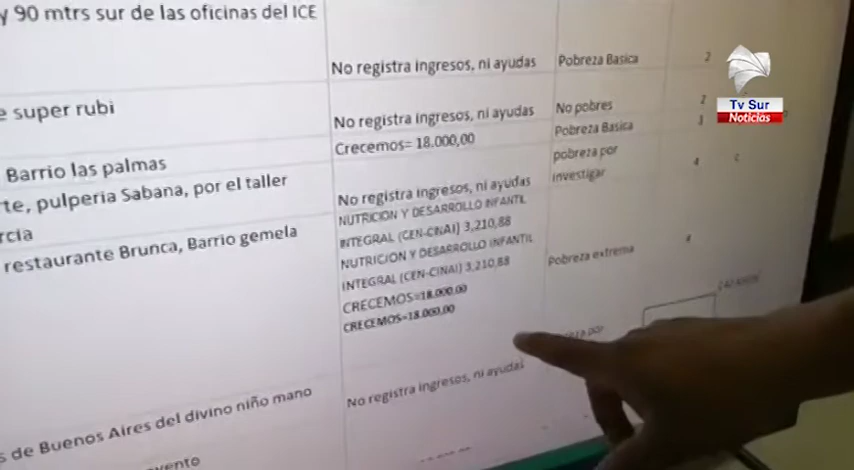 y 90 mtrs sur de las oficinas del ICE
No registra ingresos, ni ayudas
Pobreza Basica
2
Tv Sur
Noticias
e super rubi
No registra ingresos, ni ayudas
No pobres
2
Crecemos= 18.000,00
Pobreza Basica
Barrio las palmas
pobreza por
investigar
4
te, pulpería Sabana, por el taller
rcía
No registra ingresos, ni ayudas
restaurante Brunca, Barrio gemela
NUTRICION Y DESARROLLO INFANTIL
INTEGRAL (CEN-CINAI) 3,210,88
NUTRICION Y DESARROLLO INFANTIL
INTEGRAL (CEN-CINAI) 3,210,88
CRECEMOS=18.000,00
CRECEMOS=18.000,00
Pobreza extrema
por
No registra ingresos, ni ayudas
s de Buenos Aires del divino niño mano
vento